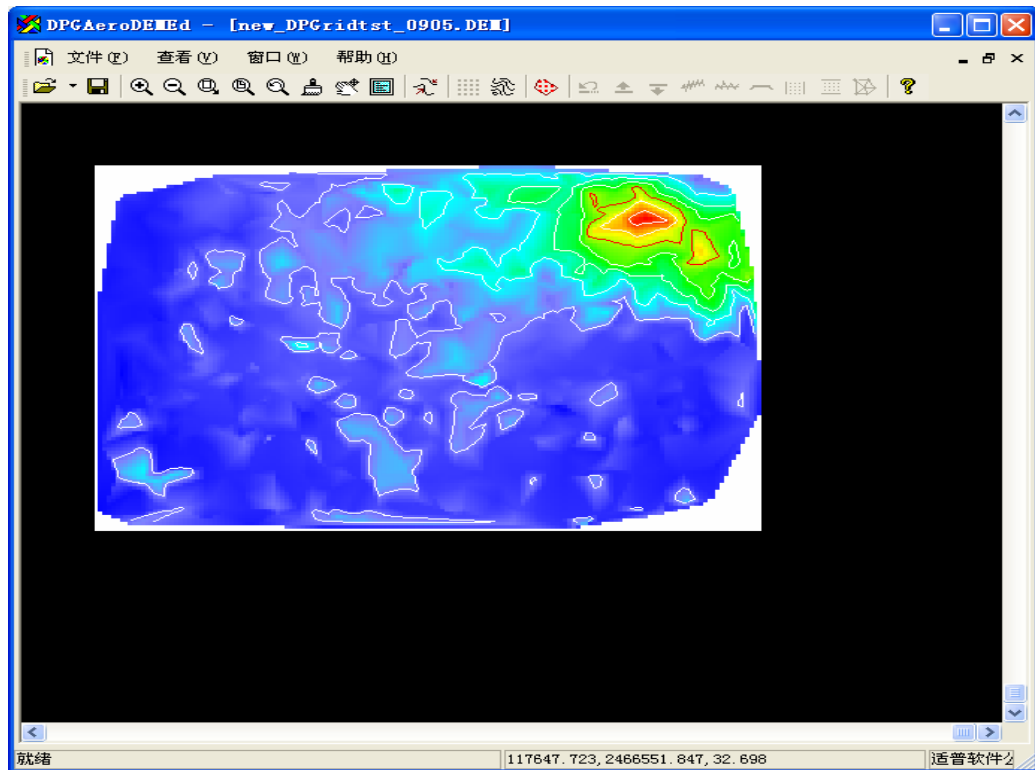 DPGAeroDEMEd - [new_DPGridtst_0905.DEM]
文件(F) 查看(V) 窗口(W) 帮助(H)
就绪 117647.723,2466551.847,32.698 适普软件